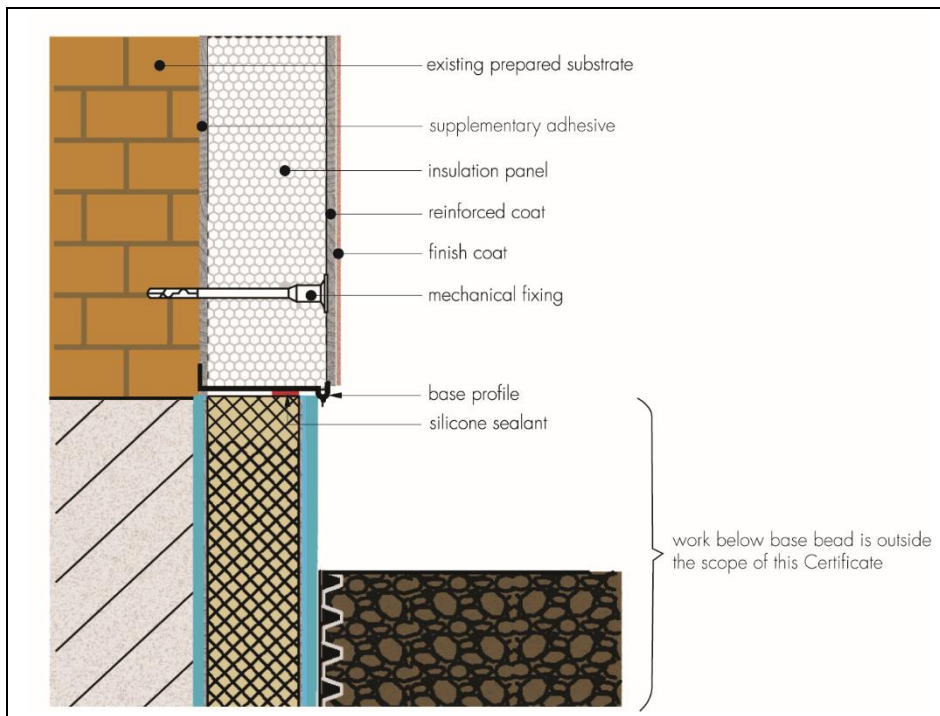 existing prepared substrate
supplementary adhesive
insulation panel
reinforced coat
finish coat
mechanical fixing
base profile
silicone sealant
work below base bead is outside
the scope of this Certificate